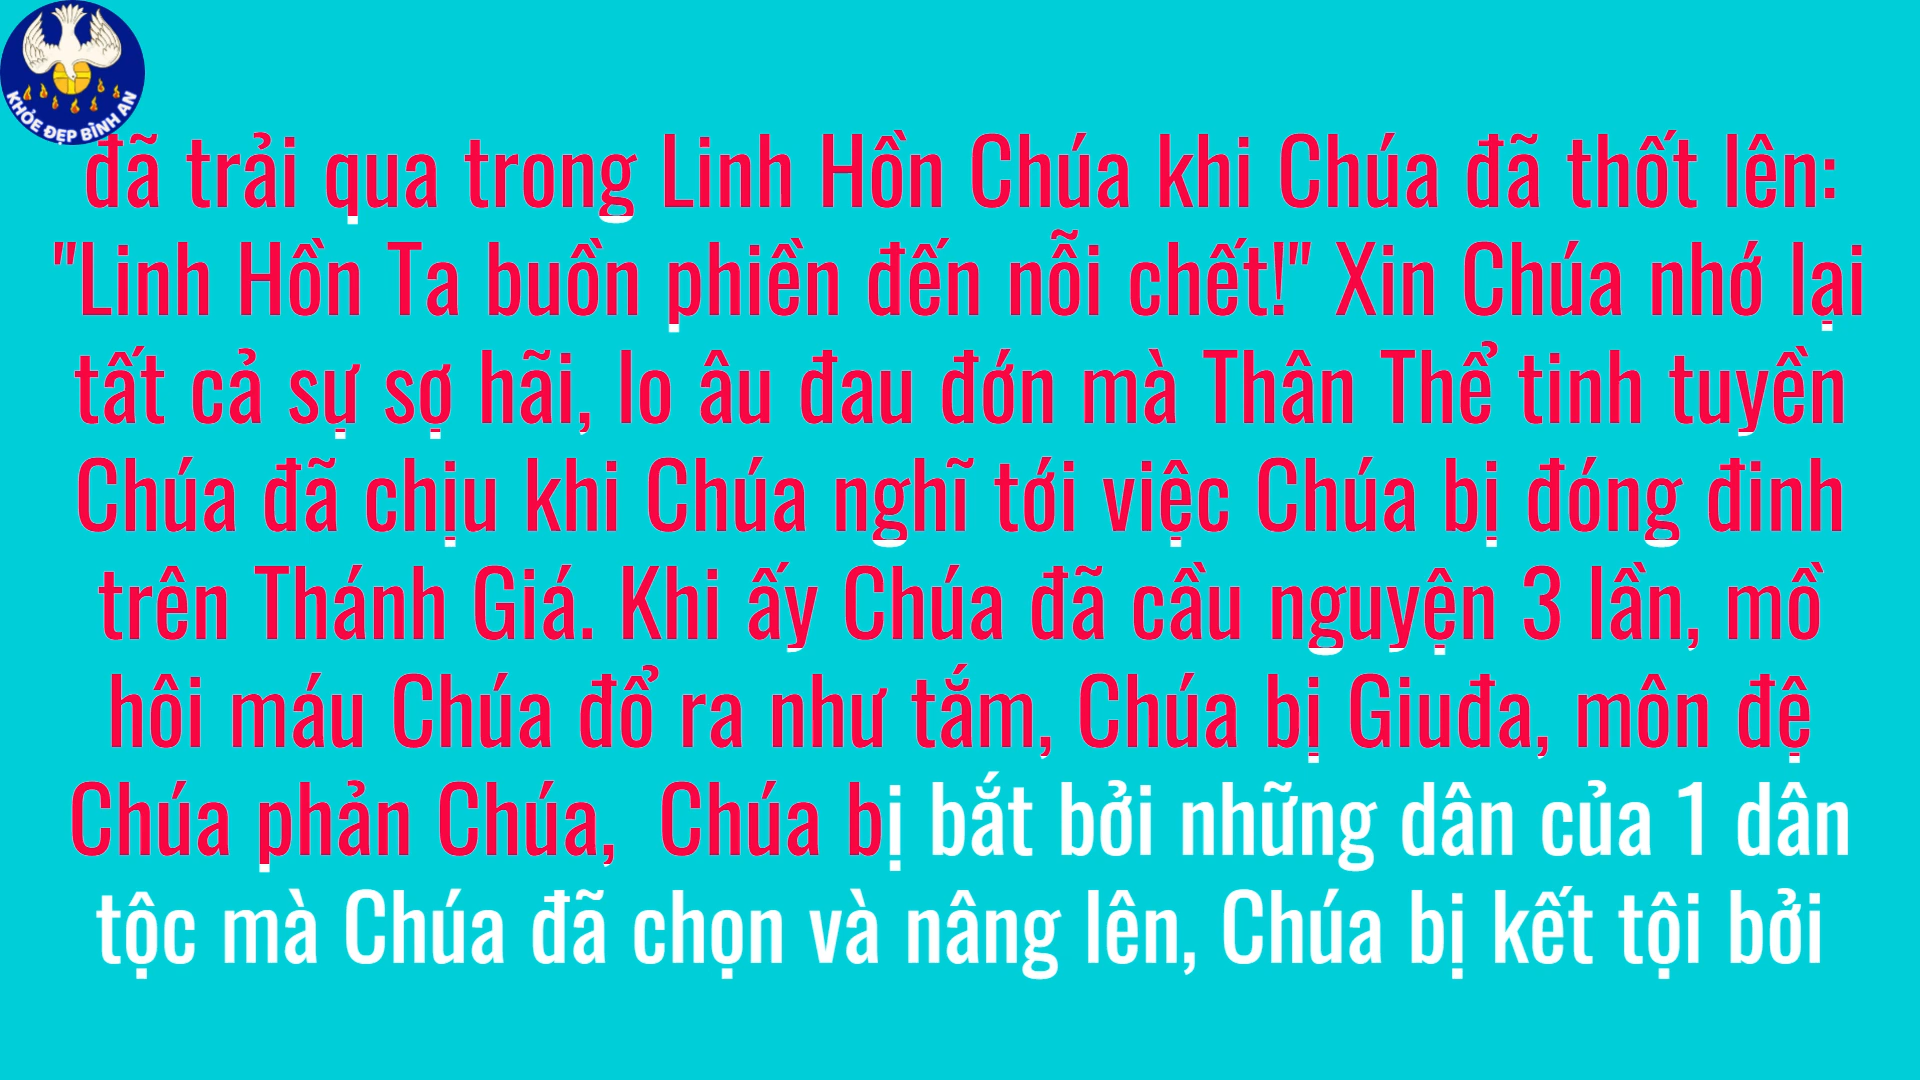 KHỎE ĐẸP BÌNH AN
đã trải qua trong Linh Hồn Chúa khi Chúa đã thốt lên:
"Linh Hồn Ta buồn phiền đến nỗi chết!" Xin Chúa nhớ lại
tất cả sự sợ hãi, lo âu đau đớn mà Thân Thể tinh tuyền
Chúa đã chịu khi Chúa nghĩ tới việc Chúa bị đóng đinh
trên Thánh Giá. Khi ấy Chúa đã cầu nguyện 3 lần, mồ
hôi máu Chúa đổ ra như tắm, Chúa bị Giuđa, môn đệ
Chúa phản Chúa,  Chúa bị bắt bởi những dân của 1 dân
tộc mà Chúa đã chọn và nâng lên, Chúa bị kết tội bởi